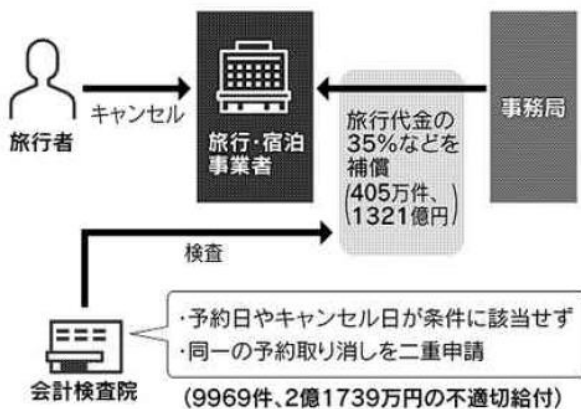 旅行者
キャンセル
旅行・宿泊
事業者
旅行代金の
35%などを
補償
(405万件、
1321億円)
事務局
検査
会計検査院
・予約日やキャンセル日が条件に該当せず
・同一の予約取り消しを二重申請
(9969件、2億1739万円の不適切給付)